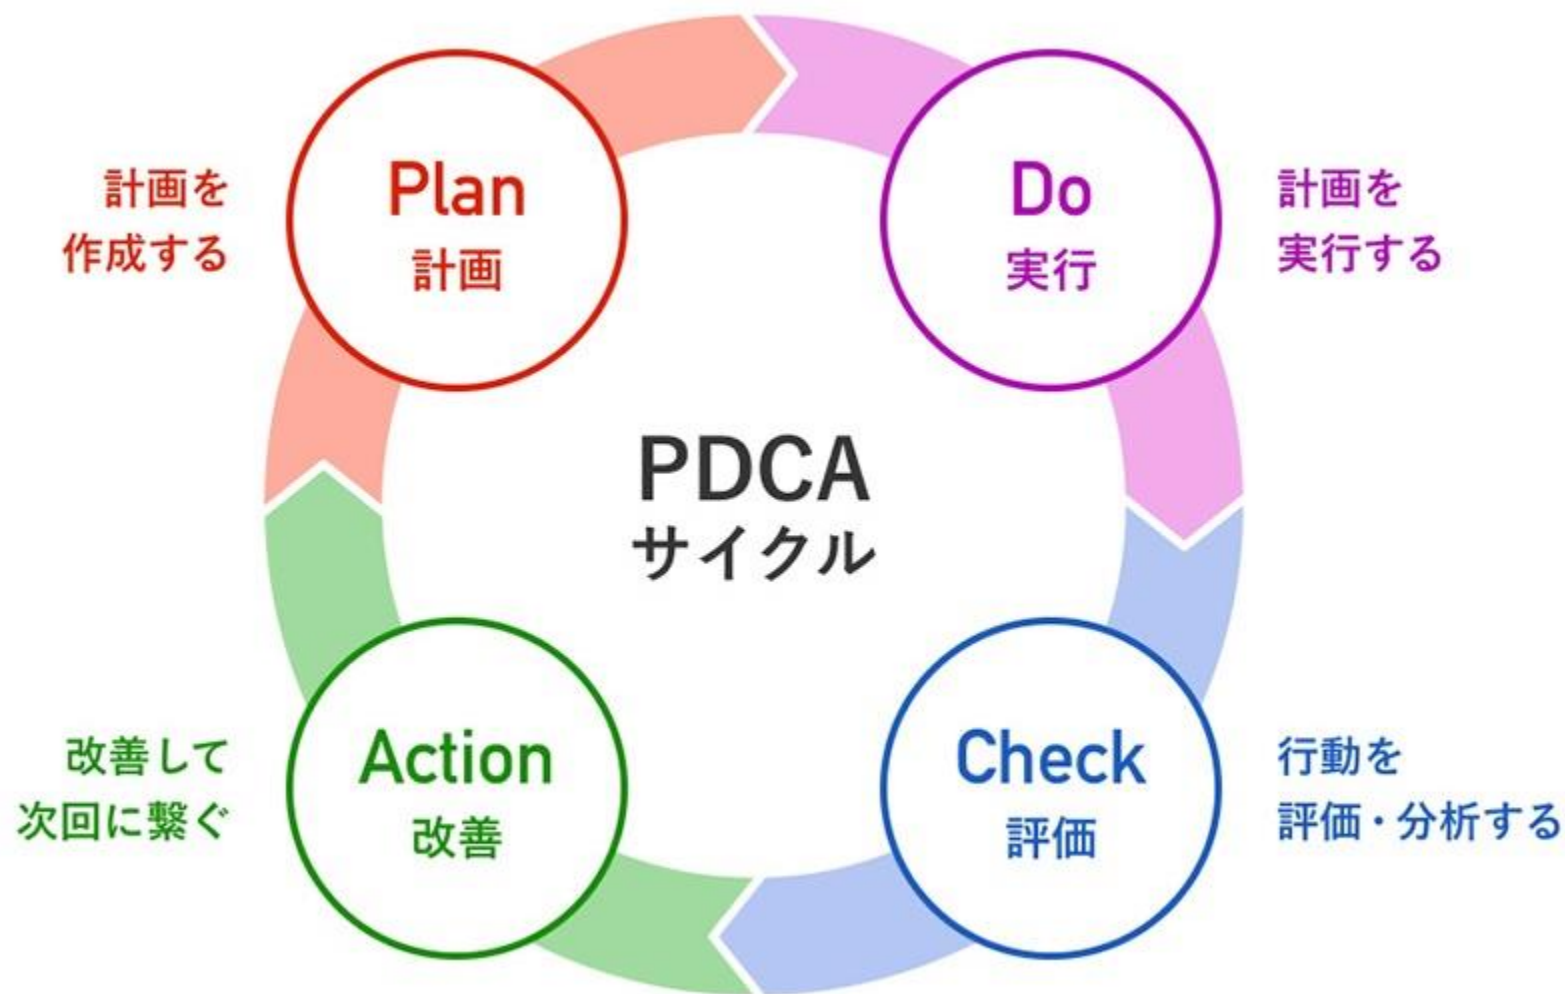 計画を
作成する
Plan
計画
Do
実行
計画を
実行する
PDCA
サイクル
改善して
次回に繋ぐ
Action
改善
Check
評価
行動を
評価・分析する